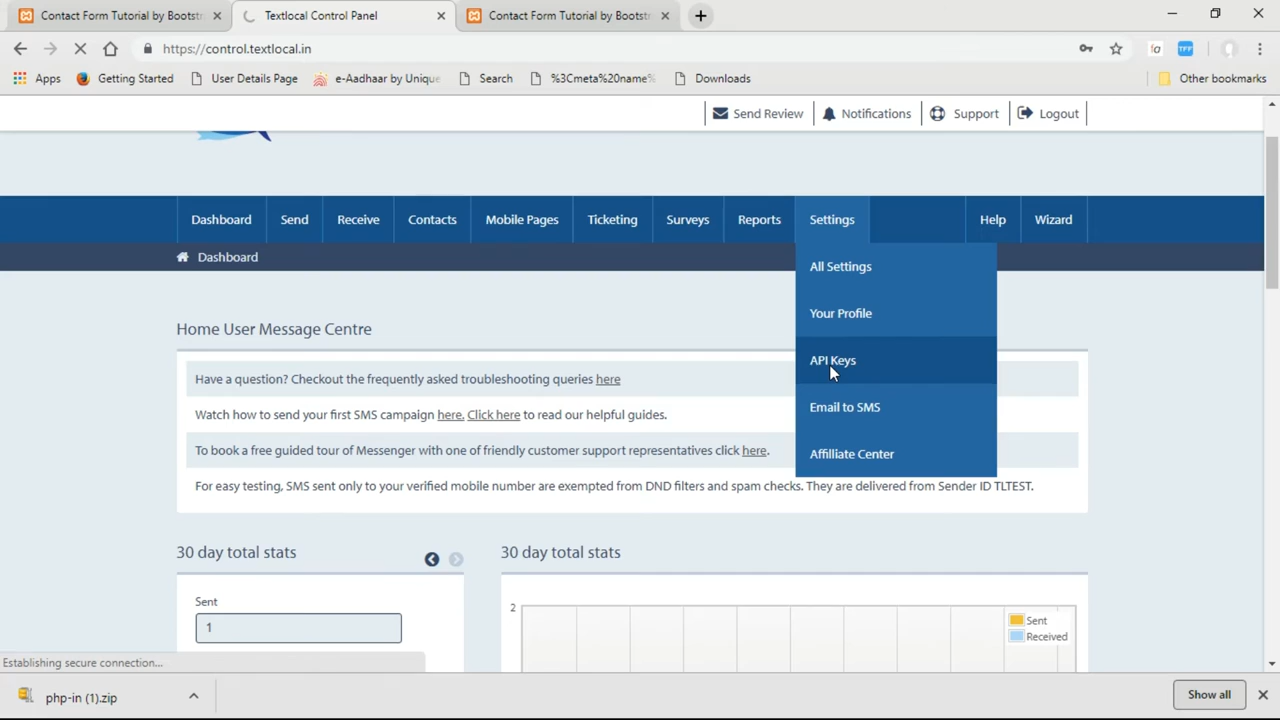 Contact Form Tutorial by Bootstr
Textlocal Control Panel
Contact Form Tutorial by Bootstr
https://control.textlocal.in
Apps
Getting Started
User Details Page
e-Aadhaar by Unique
Search
%3Cmeta%20name%
Downloads
Other bookmarks
Send Review
Notifications
Support
Logout
Dashboard
Send
Receive
Contacts
Mobile Pages
Ticketing
Surveys
Reports
Settings
Help
Wizard
Dashboard
All Settings
Your Profile
API Keys
Email to SMS
Affilliate Center
Home User Message Centre
Have a question? Checkout the frequently asked troubleshooting queries here
Watch how to send your first SMS campaign here. Click here to read our helpful guides.
To book a free guided tour of Messenger with one of friendly customer support representatives click here.
For easy testing, SMS sent only to your verified mobile number are exempted from DND filters and spam checks. They are delivered from Sender ID TLTEST.
30 day total stats
Sent
1
30 day total stats
2
Sent
Received
Establishing secure connection...
php-in (1).zip
Show all